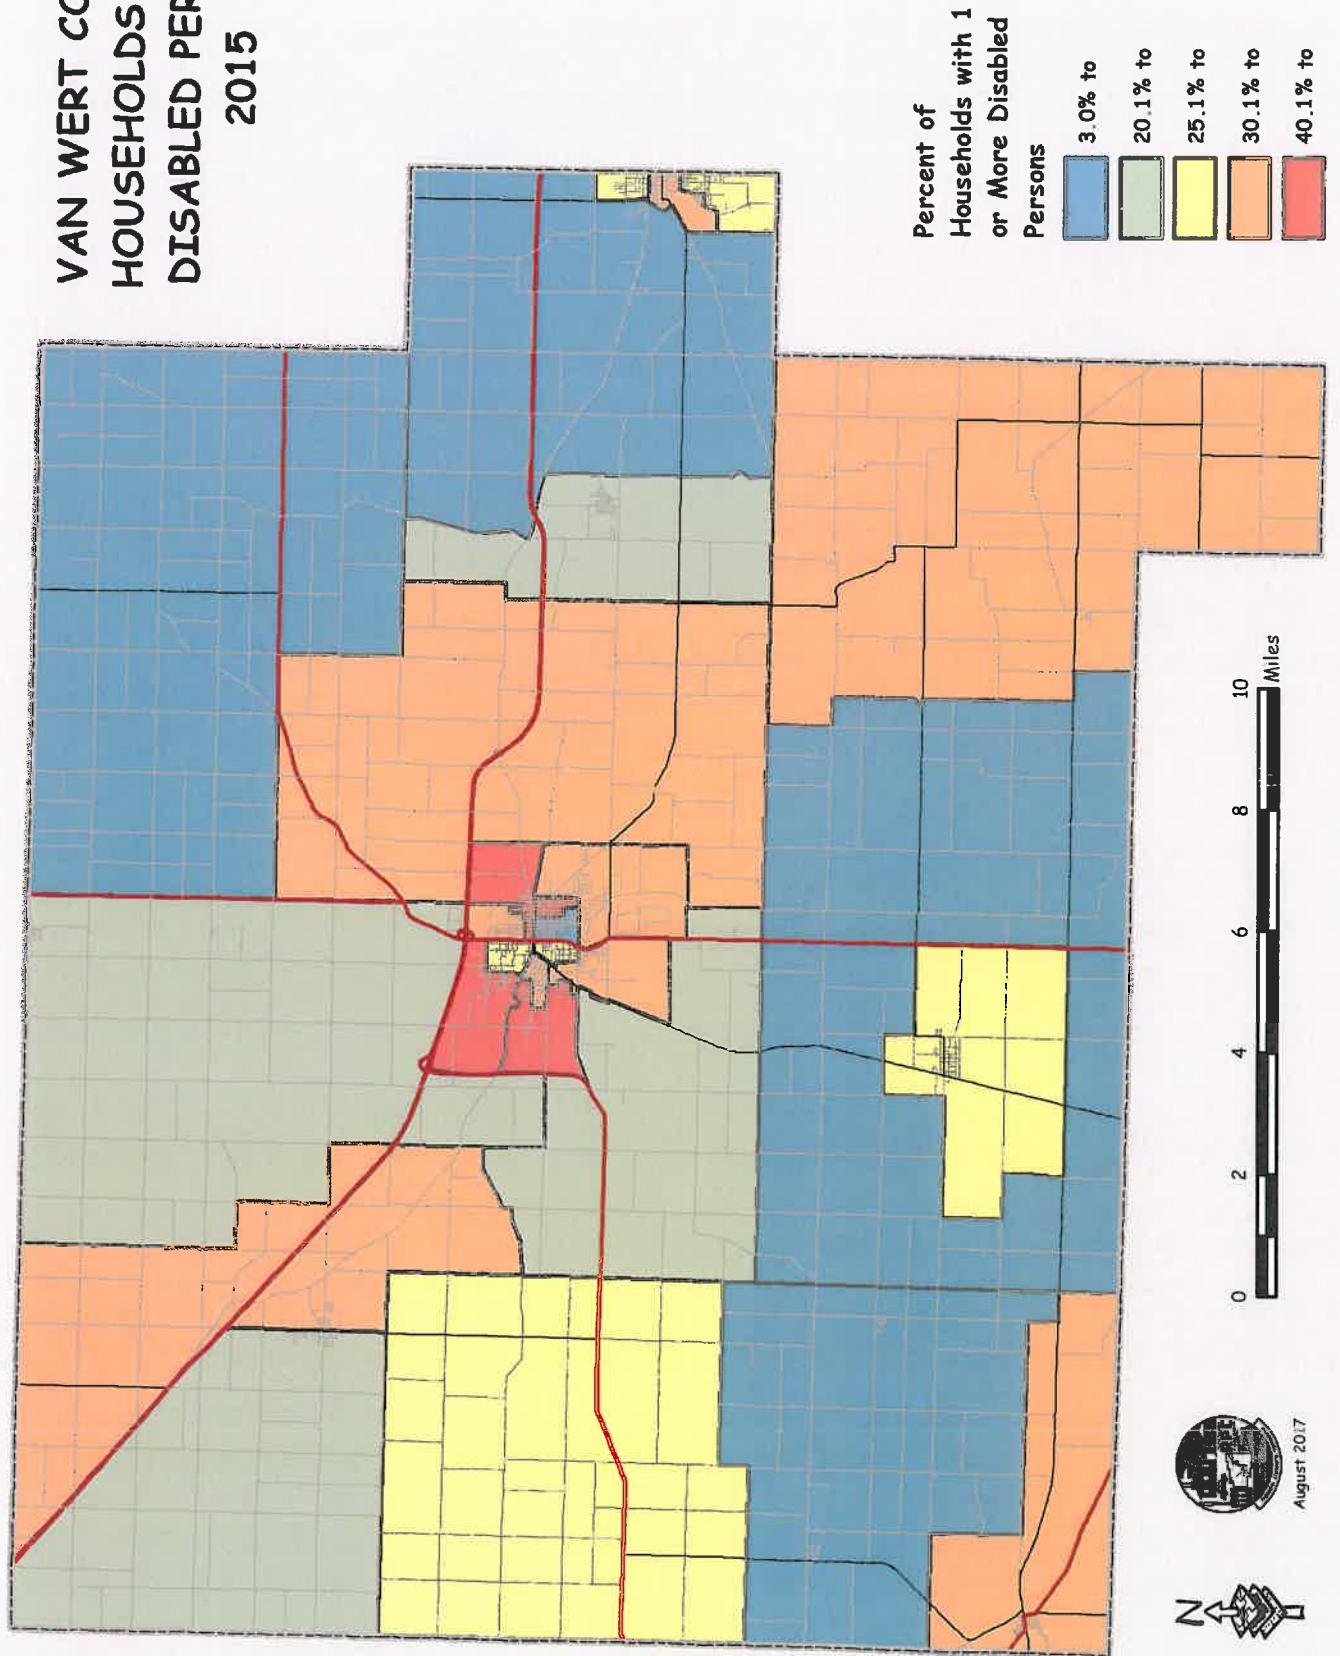 VAN WERT CO
HOUSEHOLDS
DISABLED PER
2015
Percent of
Households with 1
or More Disabled
Persons
3.0% to
20.1% to
25.1% to
30.1% to
40.1% to
0 2 4 6 8 10
Miles
N
August 2017